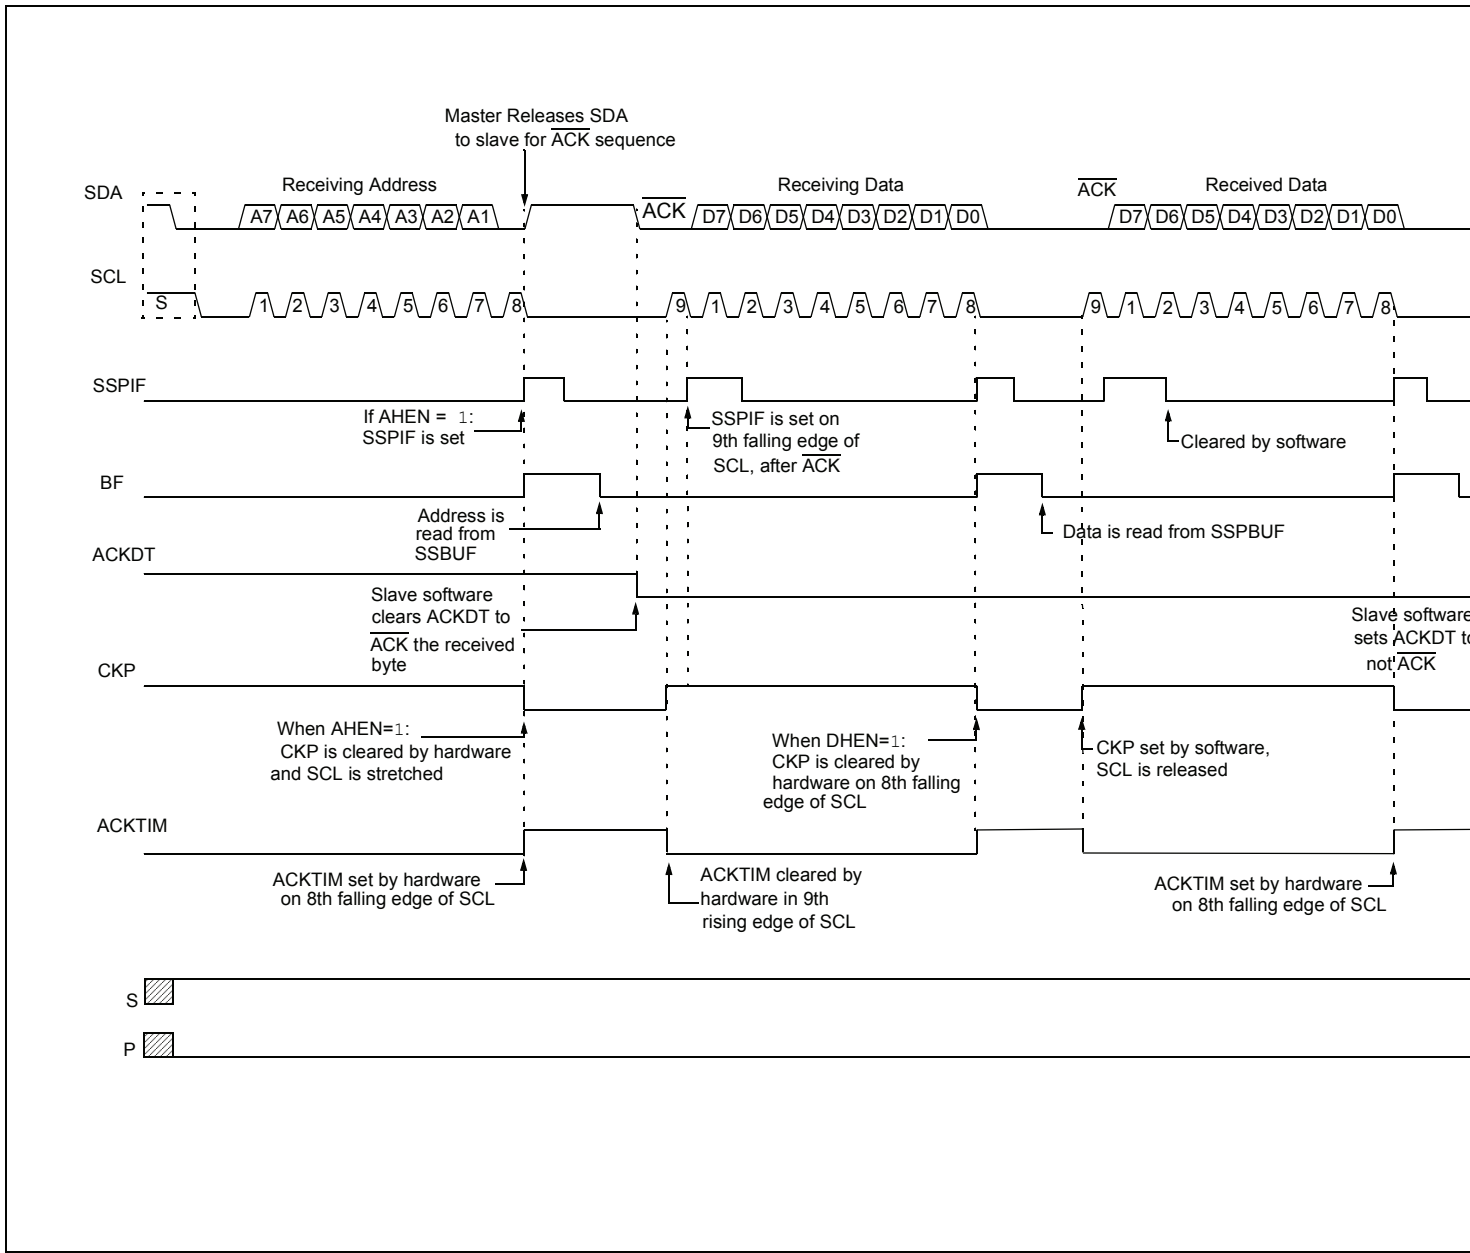 Master Releases SDA
to slave for ACK sequence
SDA
Receiving Address
ACK
Receiving Data
ACK
Received Data
A7 A6 A5 A4 A3 A2 A1
D7 D6 D5 D4 D3 D2 D1 D0
D7 D6 D5 D4 D3 D2 D1 D0
SCL
S
1 2 3 4 5 6 7 8
9 1 2 3 4 5 6 7 8
9 1 2 3 4 5 6 7 8
SSPIF
If AHEN = 1:
SSPIF is set
SSPIF is set on
9th falling edge of
SCL, after ACK
Cleared by software
BF
Address is
read from
SSBUF
Data is read from SSPBUF
ACKDT
Slave software
clears ACKDT to
ACK the received
byte
Slave software
sets ACKDT to
not ACK
CKP
When AHEN=1:
CKP is cleared by hardware
and SCL is stretched
When DHEN=1:
CKP is cleared by
hardware on 8th falling
edge of SCL
CKP set by software,
SCL is released
ACKTIM
ACKTIM set by hardware
on 8th falling edge of SCL
ACKTIM cleared by
hardware in 9th
rising edge of SCL
ACKTIM set by hardware
on 8th falling edge of SCL
S
P